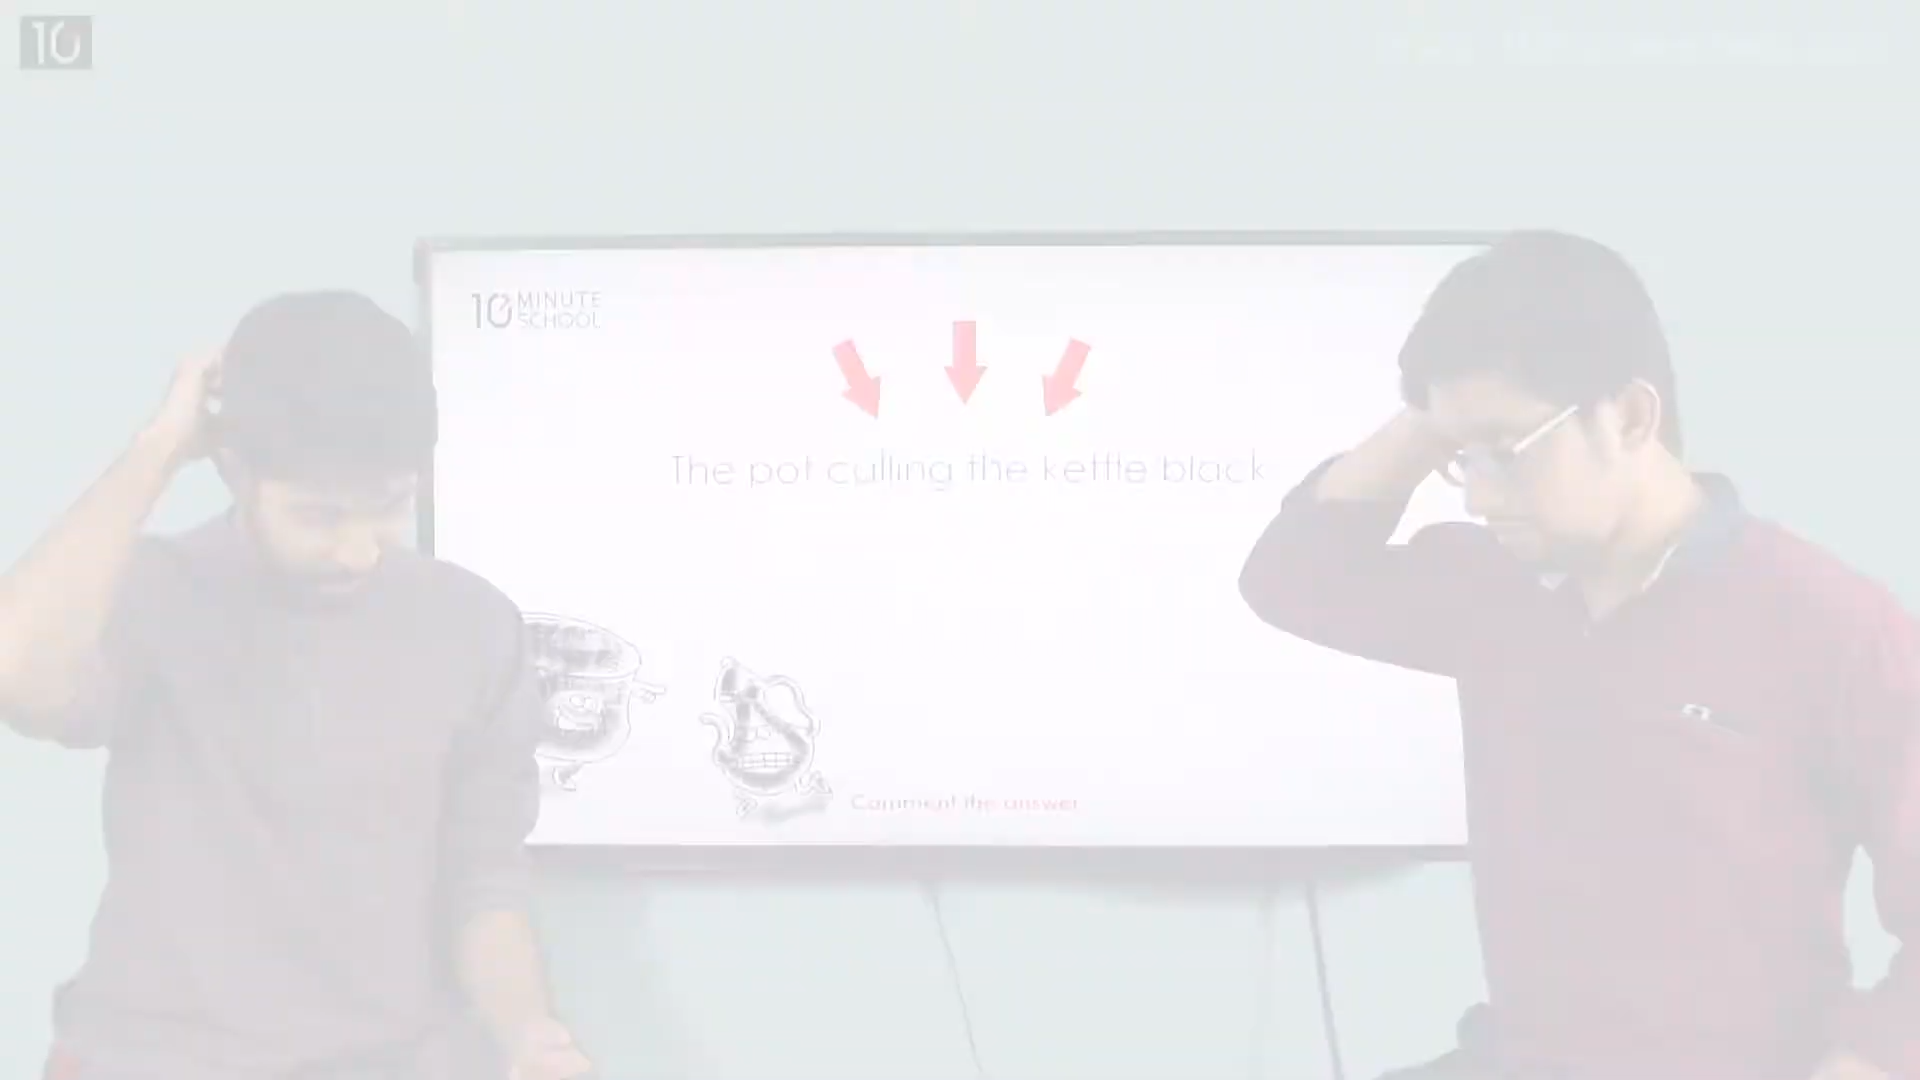 10
10 MINUTE
SCHOOL
The pot calling the kettle black
Comment the answer